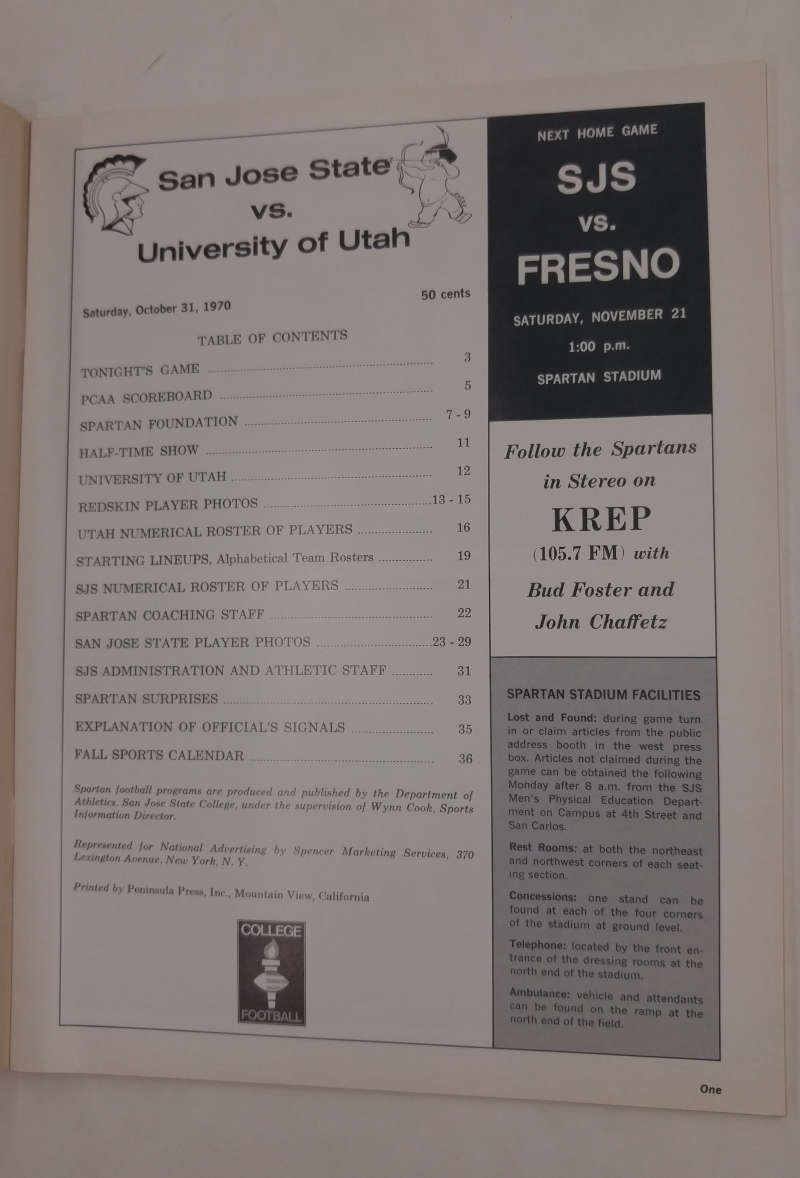 San Jose State
vs.
University of Utah
Saturday, October 31, 1970
50 cents
TABLE OF CONTENTS
TONIGHT'S GAME 3
PCAA SCOREBOARD 5
SPARTAN FOUNDATION 7 - 9
HALF-TIME SHOW 11
UNIVERSITY OF UTAH 12
REDSKIN PLAYER PHOTOS 13 - 15
UTAH NUMERICAL ROSTER OF PLAYERS 16
STARTING LINEUPS, Alphabetical Team Rosters 19
SJS NUMERICAL ROSTER OF PLAYERS 21
SPARTAN COACHING STAFF 22
SAN JOSE STATE PLAYER PHOTOS 23 - 29
SJS ADMINISTRATION AND ATHLETIC STAFF 31
SPARTAN SURPRISES 33
EXPLANATION OF OFFICIAL'S SIGNALS 35
FALL SPORTS CALENDAR 36
Spartan football programs are produced and published by the Department of
Athletics, San Jose State College, under the supervision of Wynn Cook, Sports
Information Director.
Represented for National Advertising by Spencer Marketing Services, 370
Lexington Avenue, New York, N. Y.
Printed by Peninsula Press, Inc., Mountain View, California
COLLEGE
FOOTBALL
NEXT HOME GAME
SJS
vs.
FRESNO
SATURDAY, NOVEMBER 21
1:00 p.m.
SPARTAN STADIUM
Follow the Spartans
in Stereo on
KREP
(105.7 FM) with
Bud Foster and
John Chaffetz
SPARTAN STADIUM FACILITIES
Lost and Found: during game turn
in or claim articles from the public
address booth in the west press
box. Articles not claimed during the
game can be obtained the following
Monday after 8 a.m. from the SJS
Men's Physical Education Depart-
ment on Campus at 4th Street and
San Carlos.
Rest Rooms: at both the northeast
and northwest corners of each seat-
ing section.
Concessions: one stand can be
found at each of the four corners
of the stadium at ground level.
Telephone: located by the front en-
trance of the dressing rooms at the
north end of the stadium.
Ambulance: vehicle and attendants
can be found on the ramp at the
north end of the field.
One